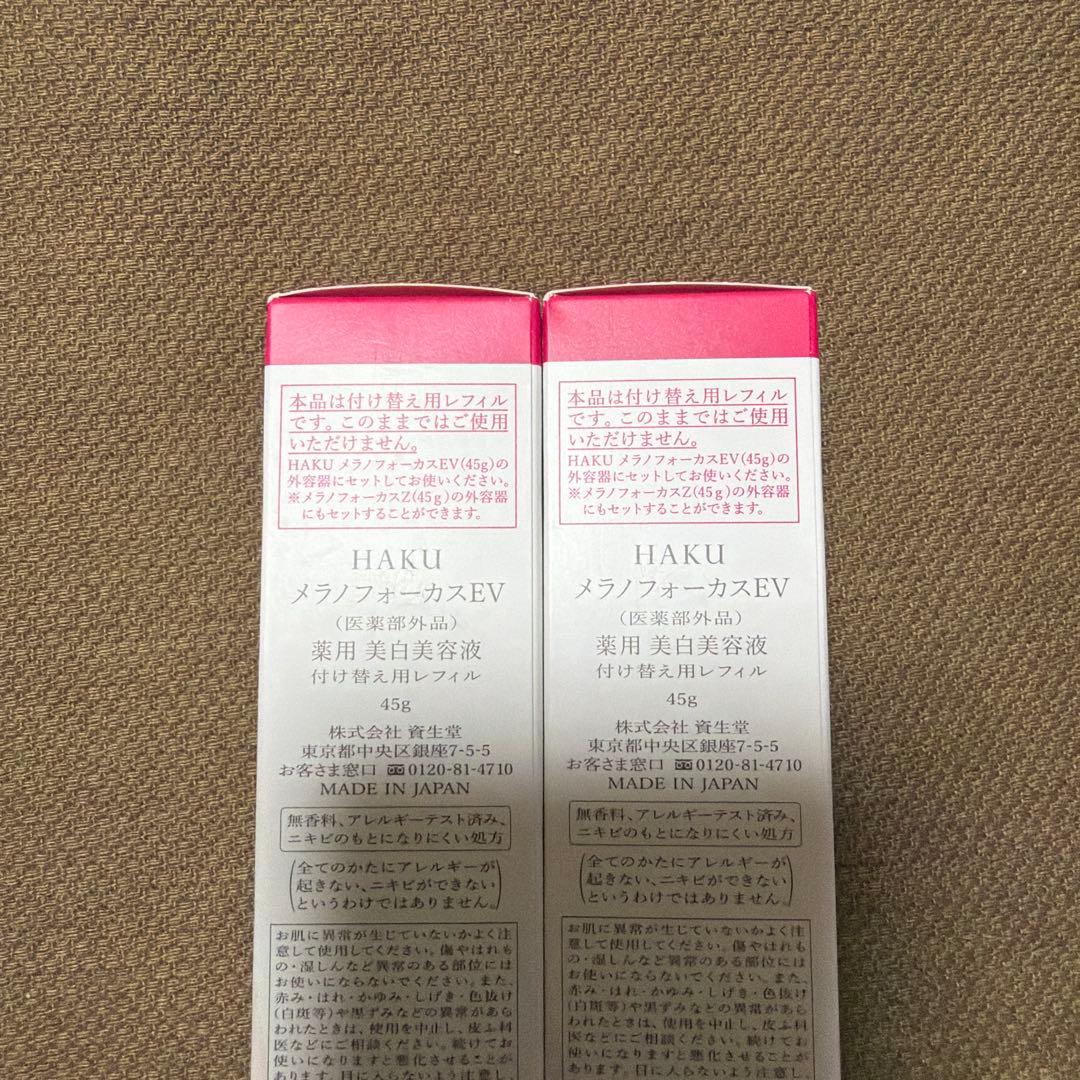 本品は付け替え用レフィル
です。このままではご使用
いただけません。
HAKU メラノフォーカスEV(45g)の
外容器にセットしてお使いください。
※メラノフォーカスZ(45g)の外容器
にもセットすることができます。
HAKU
メラノフォーカスEV
(医薬部外品)
薬用 美白美容液
付け替え用レフィル
45g
株式会社 資生堂
東京都中央区銀座7-5-5
お客さま窓口 0120-81-4710
MADE IN JAPAN
無香料、アレルギーテスト済み、
ニキビのもとになりにくい処方
(全てのかたにアレルギーが
起きない、ニキビができない
というわけではありません。)
お肌に異常が生じていないかよく注
意して使用してください。傷やはれも
の・湿しんなど異常のある部位には
お使いにならないでください。また、
赤み・はれ・かゆみ・しげき・色抜け
(白斑等)や黒ずみなどの異常があら
われたときは、使用を中止し、皮ふ科
医などにご相談ください。続けてお
使いになりますと悪化させることが
あります。目に入らないよう注意し、
本品は付け替え用レフィル
です。このままではご使用
いただけません。
HAKU メラノフォーカスEV(45g)の
外容器にセットしてお使いください。
※メラノフォーカスZ(45g)の外容器
にもセットすることができます。
HAKU
メラノフォーカスEV
(医薬部外品)
薬用 美白美容液
付け替え用レフィル
45g
株式会社 資生堂
東京都中央区銀座7-5-5
お客さま窓口 0120-81-4710
MADE IN JAPAN
無香料、アレルギーテスト済み、
ニキビのもとになりにくい処方
(全てのかたにアレルギーが
起きない、ニキビができない
というわけではありません。)
お肌に異常が生じていないかよく注
意して使用してください。傷やはれも
の・湿しんなど異常のある部位には
お使いにならないでください。また、
赤み・はれ・かゆみ・しげき・色抜け
(白斑等)や黒ずみなどの異常があら
われたときは、使用を中止し、皮ふ科
医などにご相談ください。続けてお
使いになりますと悪化させることが
あります。目に入らないよう注意し、